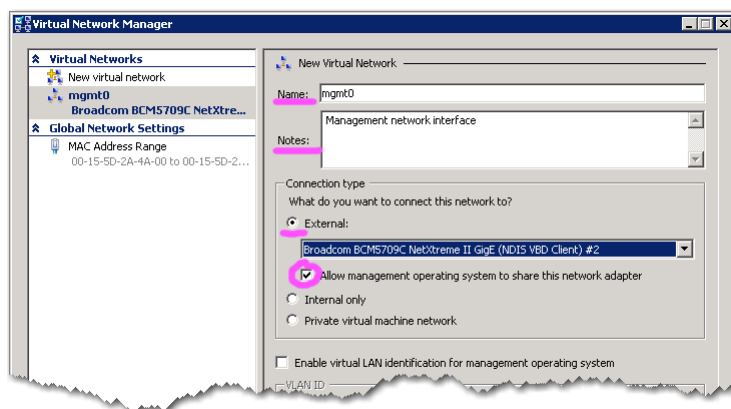 Virtual Network Manager
Virtual Networks
New virtual network
mgmt0
Broadcom BCM5709C NetXtre...
Global Network Settings
MAC Address Range
00-15-5D-2A-4A-00 to 00-15-5D-2...
New Virtual Network
Name: mgmt0
Notes: Management network interface
Connection type
What do you want to connect this network to?
External:
Broadcom BCM5709C NetXtreme II GigE (NDIS VBD Client) #2
Allow management operating system to share this network adapter
Internal only
Private virtual machine network
Enable virtual LAN identification for management operating system
VLAN ID